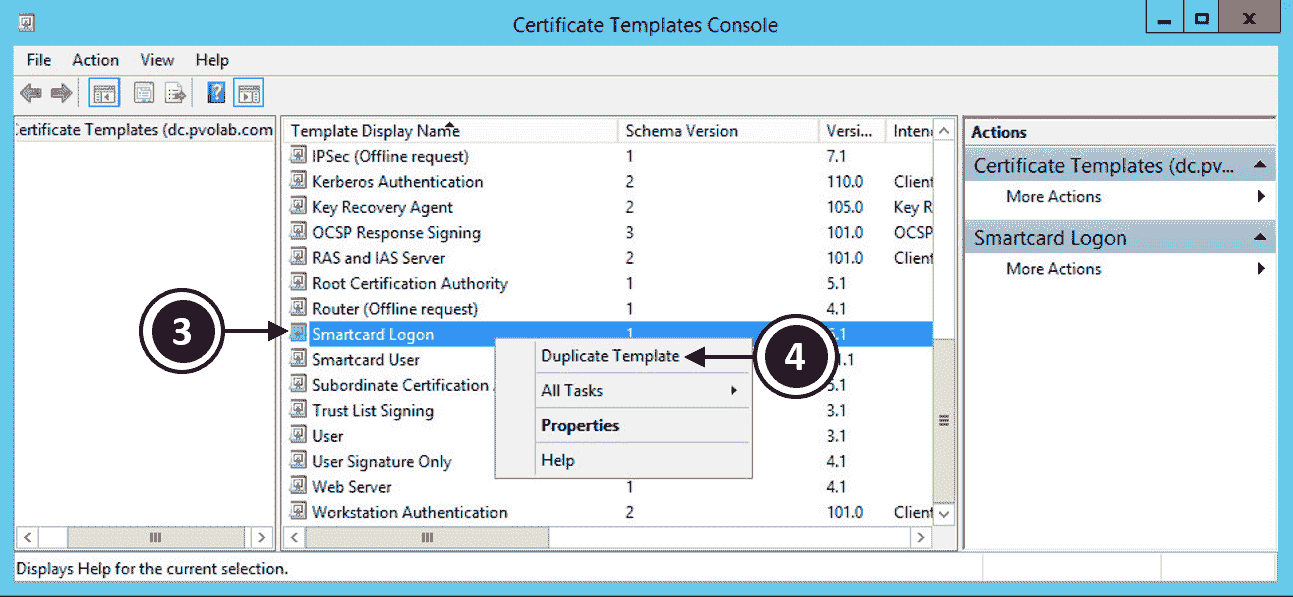 Certificate Templates Console
File Action View Help
Certificate Templates (dc.pvolab.com
Template Display Name Schema Version Versi... Inten
IPSec (Offline request) 1 7.1
Kerberos Authentication 2 110.0 Client
Key Recovery Agent 2 105.0 Key R
OCSP Response Signing 3 101.0 OCSP
RAS and IAS Server 2 101.0 Client
Root Certification Authority 1 5.1
Router (Offline request) 1 4.1
3 Smartcard Logon 1 .1
Smartcard User 1.1
Subordinate Certification 5.1
Trust List Signing 3.1
User 3.1
User Signature Only 4.1
Web Server 1 4.1
Workstation Authentication 2 101.0 Client
Duplicate Template 4
All Tasks
Properties
Help
Actions
Certificate Templates (dc.pv...
More Actions
Smartcard Logon
More Actions
Displays Help for the current selection.